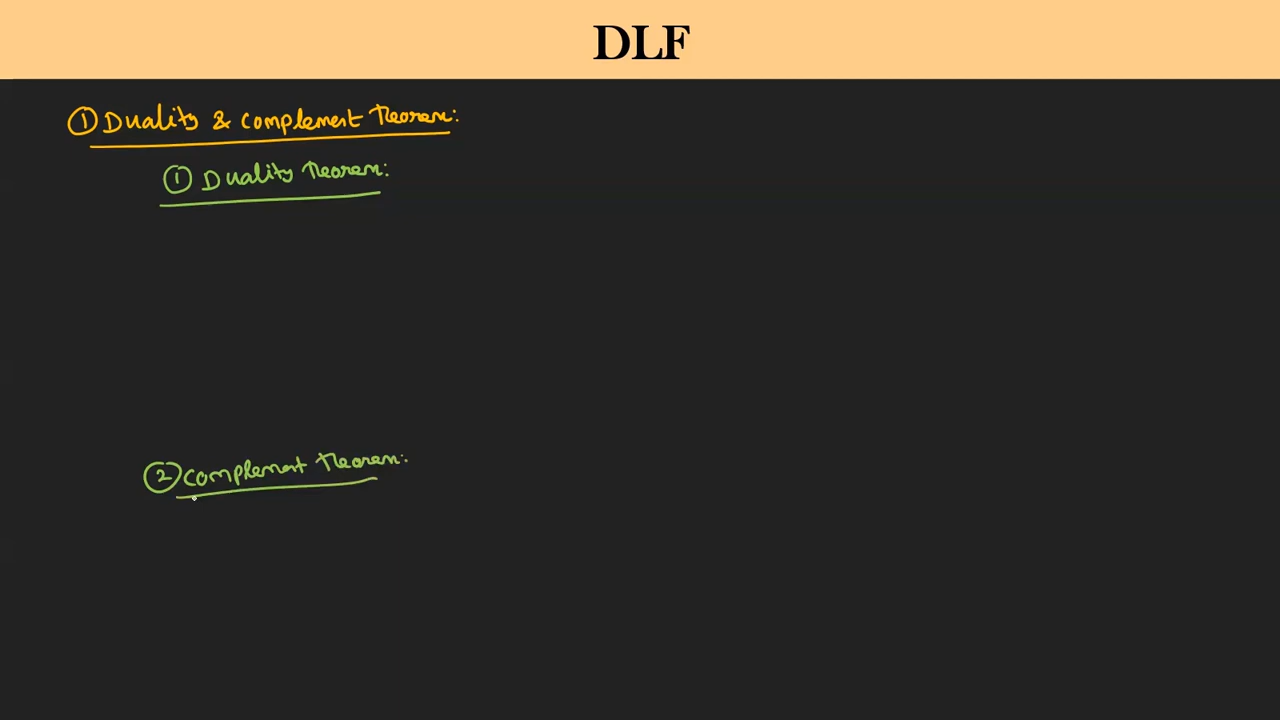 DLF
① Duality & Complement Theorem:
① Duality Theorem:
② Complement Theorem: